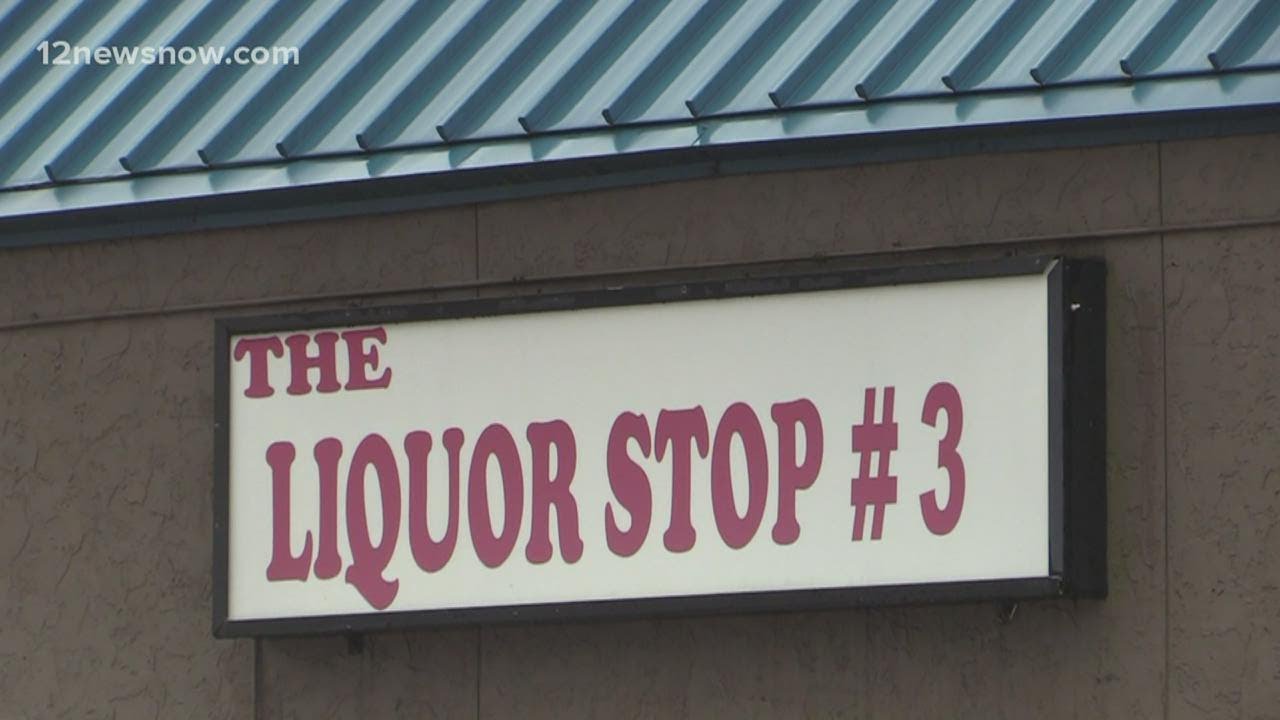 12newsnow.com
THE
LIQUOR STOP # 3